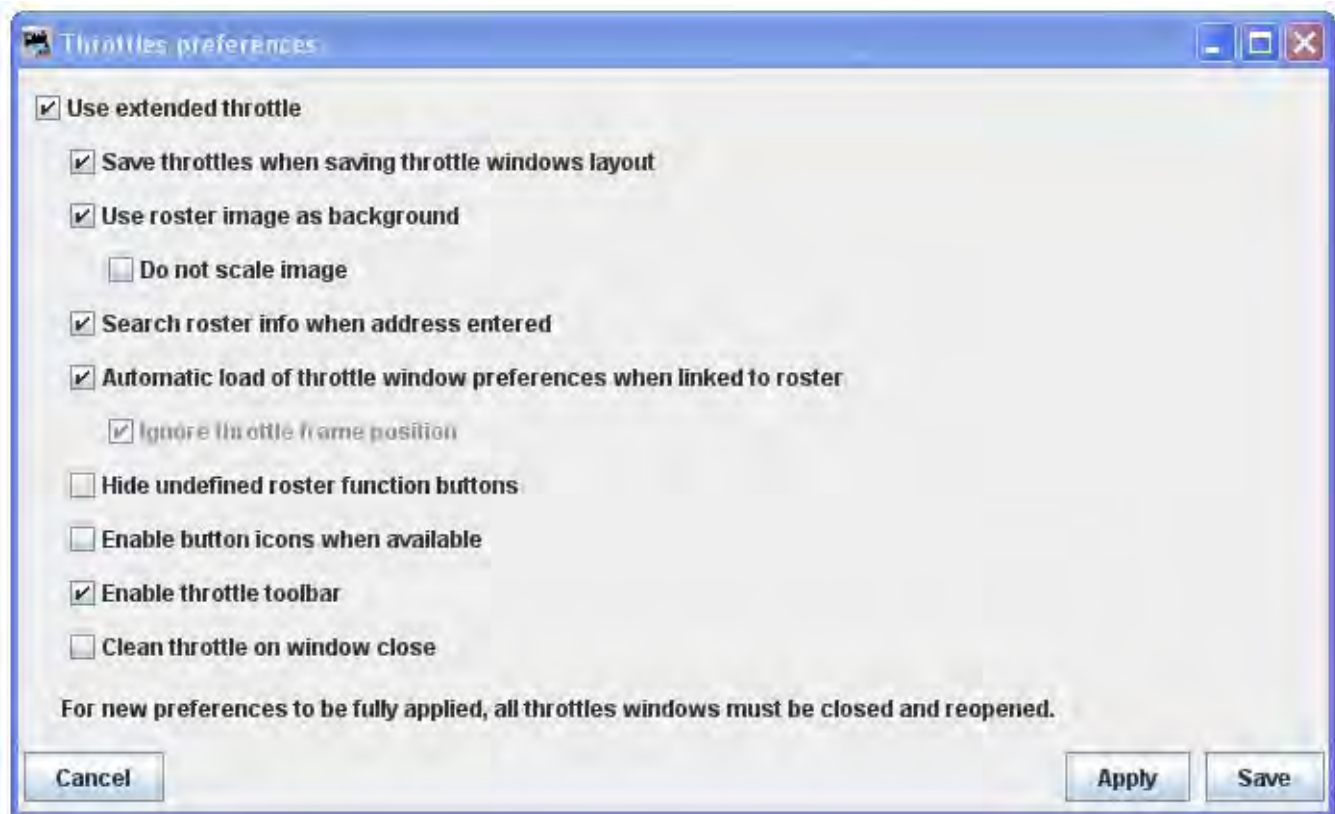 Throttles preferences
Use extended throttle
Save throttles when saving throttle windows layout
Use roster image as background
Do not scale image
Search roster info when address entered
Automatic load of throttle window preferences when linked to roster
Ignore throttle frame position
Hide undefined roster function buttons
Enable button icons when available
Enable throttle toolbar
Clean throttle on window close
For new preferences to be fully applied, all throttles windows must be closed and reopened.
Cancel Apply Save